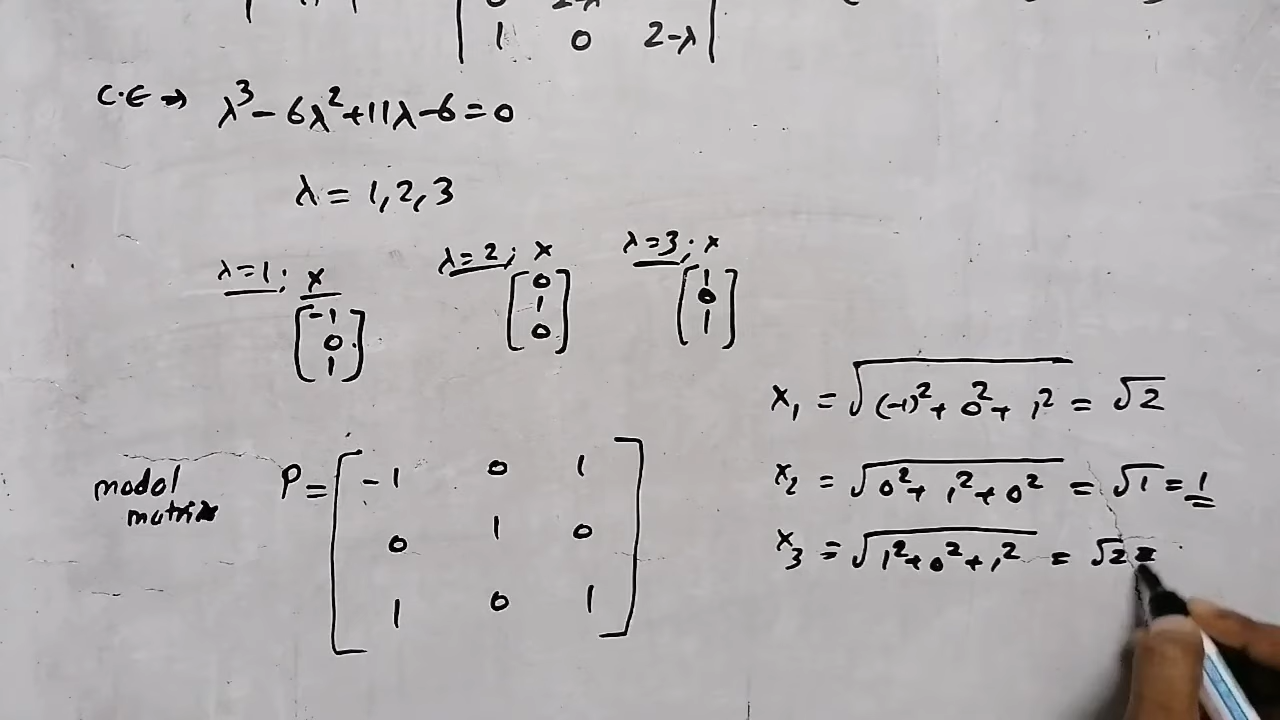 0 2-λ
1 0 2-λ
C.E ⇒ λ³ - 6λ² + 11λ - 6 = 0
λ = 1, 2, 3
λ=1; x λ=2; x λ=3; x
[-1 0 1] [0 1 0] [1 0 1]
x₁ = √((-1)² + 0² + 1²) = √2
modal matrix P = [ -1 0 1
0 1 0
1 0 1 ]
x₂ = √(0² + 1² + 0²) = √1 = 1
x₃ = √(1² + 0² + 1²) = √2 =